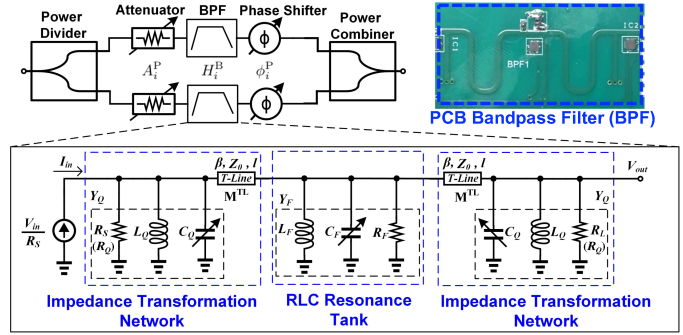 Power
Divider
Attenuator
BPF
Phase Shifter
Power
Combiner
A_i^P
H_i^B
ϕ
ϕ_i^P
ϕ
IC1
BPF1
IC2
PCB Bandpass Filter (BPF)
I_in
V_in
R_S
Y_Q
R_S
(R_Q)
L_Q
C_Q
β, Z_0, l
T-Line
M^TL
Y_F
L_F
C_F
R_F
β, Z_0, l
T-Line
M^TL
Y_Q
C_Q
L_Q
R_L
(R_Q)
V_out
Impedance Transformation
Network
RLC Resonance
Tank
Impedance Transformation
Network